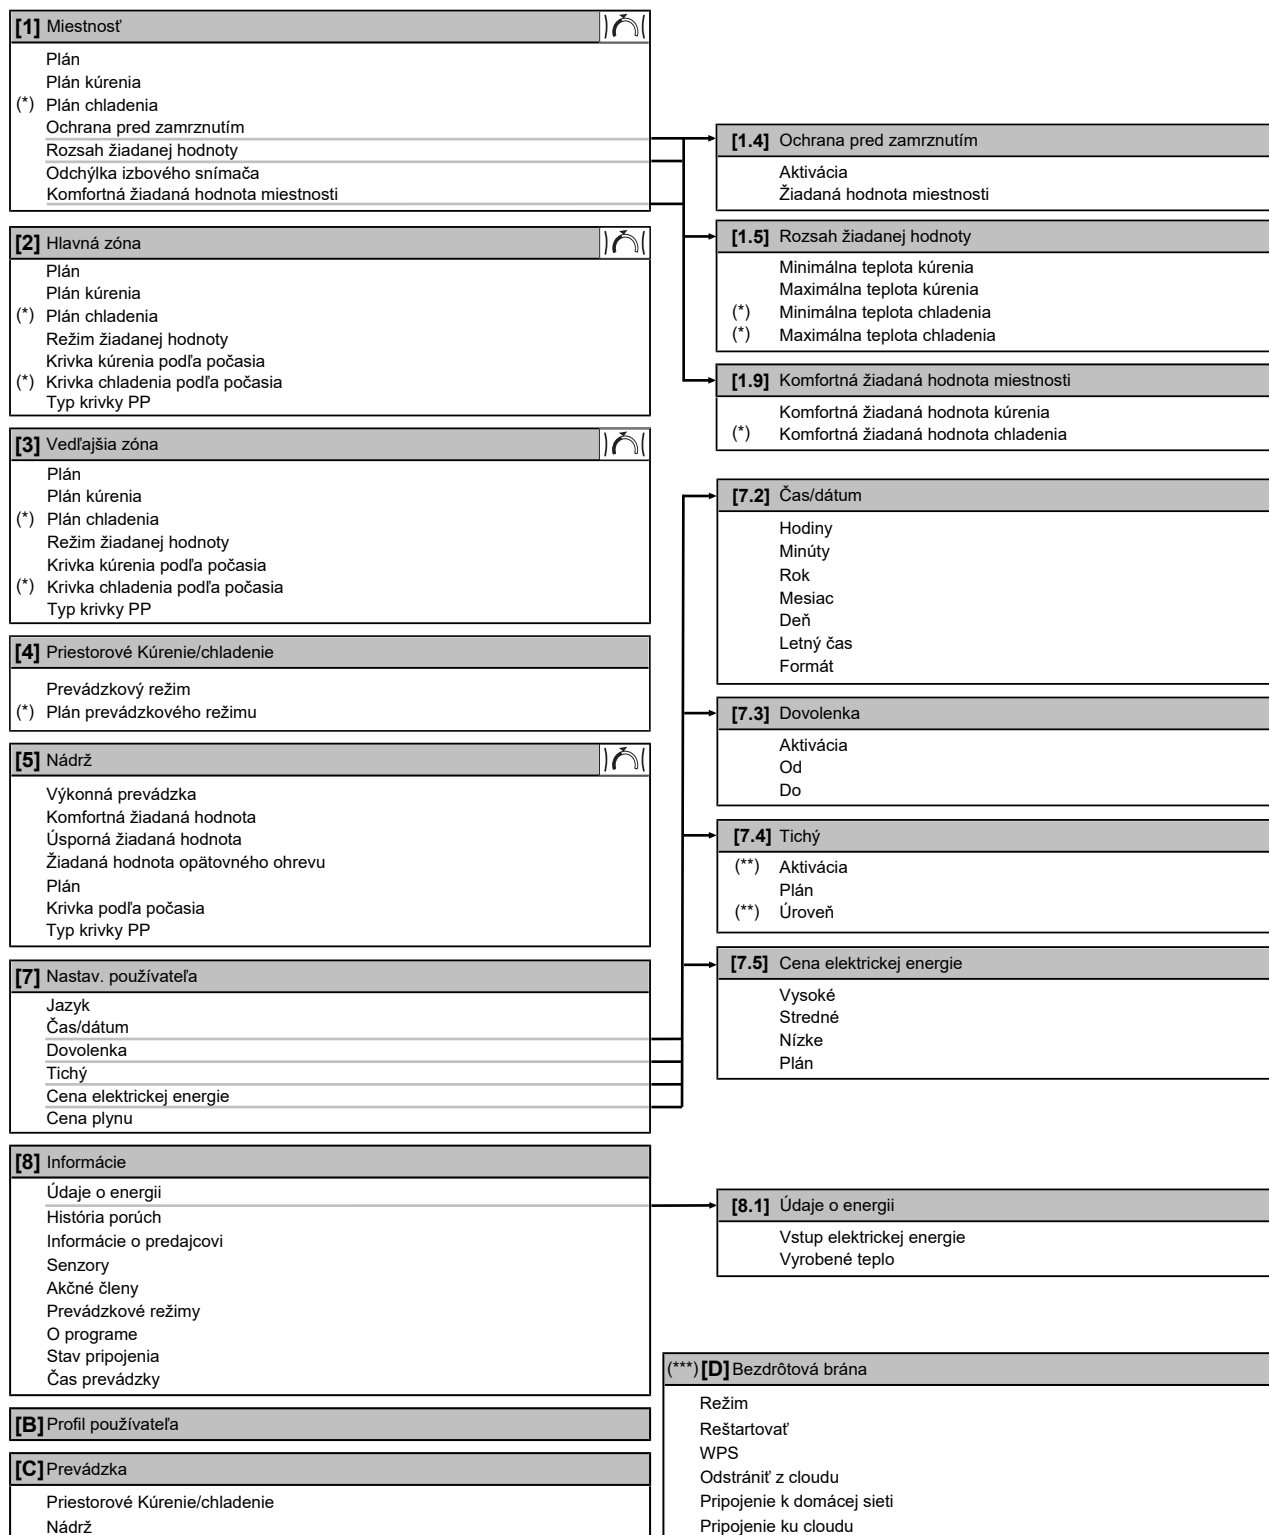 [1] Miestnosť
Plán
Plán kúrenia
(*) Plán chladenia
Ochrana pred zamrznutím
Rozsah žiadanej hodnoty
Odchýlka izbového snímača
Komfortná žiadaná hodnota miestnosti
[2] Hlavná zóna
Plán
Plán kúrenia
(*) Plán chladenia
Režim žiadanej hodnoty
Krivka kúrenia podľa počasia
(*) Krivka chladenia podľa počasia
Typ krivky PP
[3] Vedľajšia zóna
Plán
Plán kúrenia
(*) Plán chladenia
Režim žiadanej hodnoty
Krivka kúrenia podľa počasia
(*) Krivka chladenia podľa počasia
Typ krivky PP
[4] Priestorové Kúrenie/chladenie
Prevádzkový režim
(*) Plán prevádzkového režimu
[5] Nádrž
Výkonná prevádzka
Komfortná žiadaná hodnota
Úsporná žiadaná hodnota
Žiadaná hodnota opätovného ohrevu
Plán
Krivka podľa počasia
Typ krivky PP
[7] Nastav. používateľa
Jazyk
Čas/dátum
Dovolenka
Tichý
Cena elektrickej energie
Cena plynu
[8] Informácie
Údaje o energii
História porúch
Informácie o predajcovi
Senzory
Akčné členy
Prevádzkové režimy
O programe
Stav pripojenia
Čas prevádzky
[B] Profil používateľa
[C] Prevádzka
Priestorové Kúrenie/chladenie
Nádrž
[1.4] Ochrana pred zamrznutím
Aktivácia
Žiadaná hodnota miestnosti
[1.5] Rozsah žiadanej hodnoty
Minimálna teplota kúrenia
Maximálna teplota kúrenia
(*) Minimálna teplota chladenia
(*) Maximálna teplota chladenia
[1.9] Komfortná žiadaná hodnota miestnosti
Komfortná žiadaná hodnota kúrenia
(*) Komfortná žiadaná hodnota chladenia
[7.2] Čas/dátum
Hodiny
Minúty
Rok
Mesiac
Deň
Letný čas
Formát
[7.3] Dovolenka
Aktivácia
Od
Do
[7.4] Tichý
(**) Aktivácia
Plán
(**) Úroveň
[7.5] Cena elektrickej energie
Vysoké
Stredné
Nízke
Plán
[8.1] Údaje o energii
Vstup elektrickej energie
Vyrobené teplo
(***) [D] Bezdrôtová brána
Režim
Reštartovať
WPS
Odstrániť z cloudu
Pripojenie k domácej sieti
Pripojenie ku cloudu